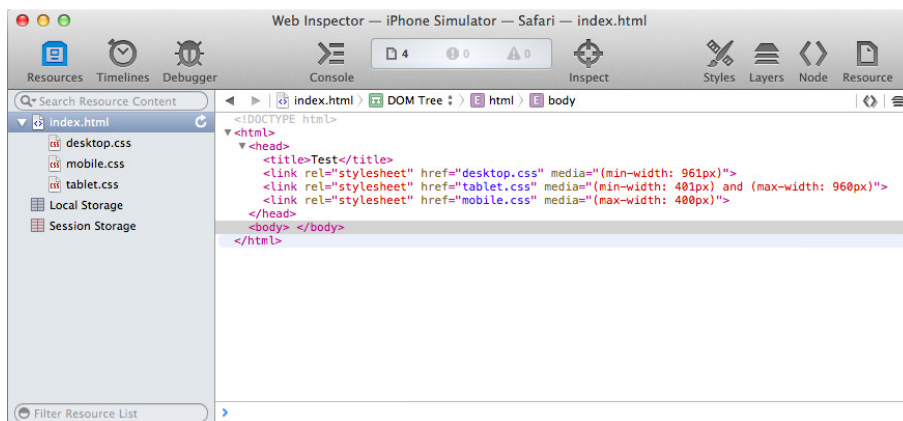 Web Inspector — iPhone Simulator — Safari — index.html
4 0 0
Resources Timelines Debugger Console Inspect Styles Layers Node Resource
Search Resource Content
index.html DOM Tree E html E body
index.html
desktop.css
mobile.css
tablet.css
Local Storage
Session Storage
<!DOCTYPE html>
<html>
<head>
<title>Test</title>
<link rel="stylesheet" href="desktop.css" media="(min-width: 961px)">
<link rel="stylesheet" href="tablet.css" media="(min-width: 401px) and (max-width: 960px)">
<link rel="stylesheet" href="mobile.css" media="(max-width: 400px)">
</head>
<body> </body>
</html>
Filter Resource List